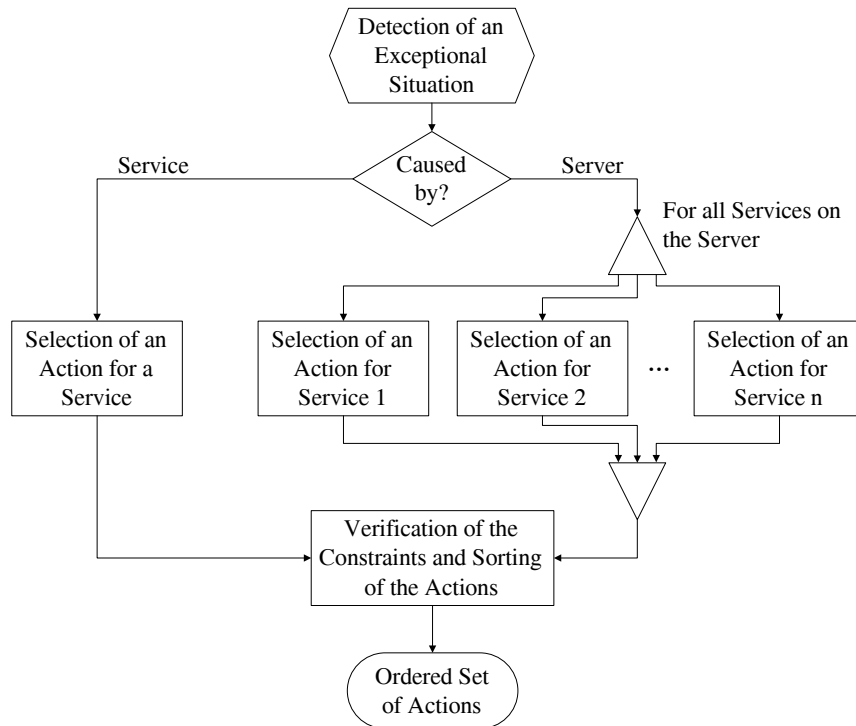 Detection of an
Exceptional
Situation
Caused
by?
Service
Server
For all Services on
the Server
Selection of an
Action for a
Service
Selection of an
Action for
Service 1
Selection of an
Action for
Service 2
...
Selection of an
Action for
Service n
Verification of the
Constraints and Sorting
of the Actions
Ordered Set
of Actions